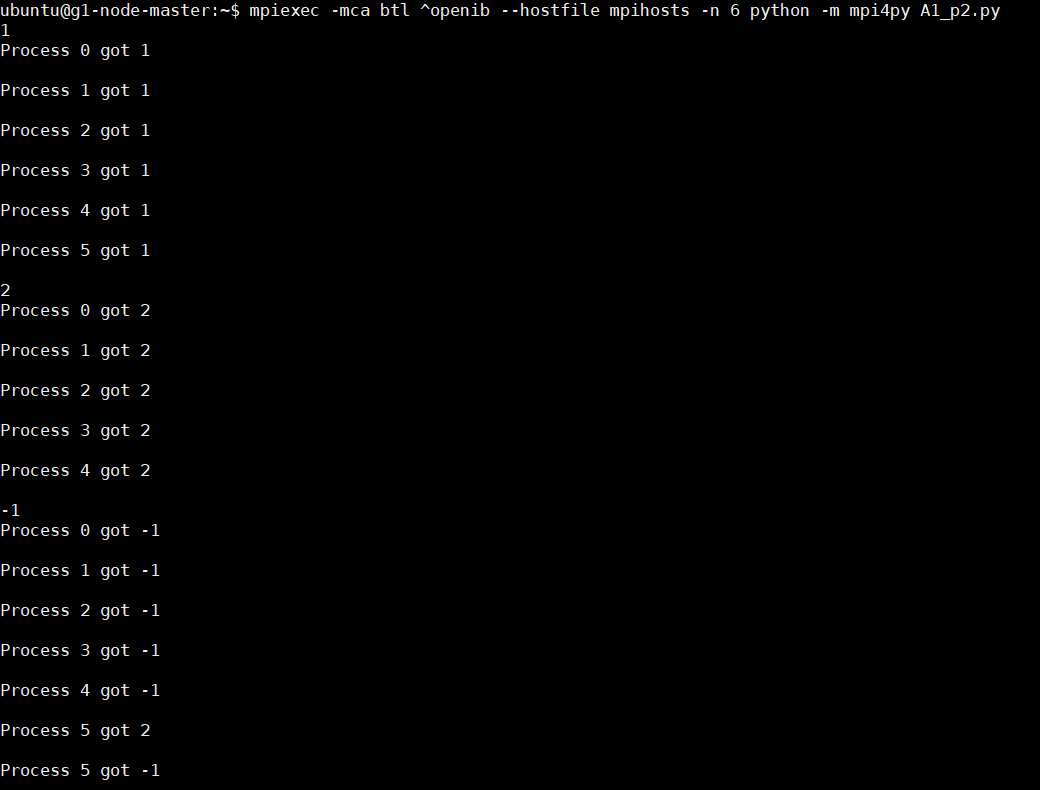 ubuntu@g1-node-master:~$ mpiexec -mca btl ^openib --hostfile mpihosts -n 6 python -m mpi4py A1_p2.py
1
Process 0 got 1
Process 1 got 1
Process 2 got 1
Process 3 got 1
Process 4 got 1
Process 5 got 1
2
Process 0 got 2
Process 1 got 2
Process 2 got 2
Process 3 got 2
Process 4 got 2
-1
Process 0 got -1
Process 1 got -1
Process 2 got -1
Process 3 got -1
Process 4 got -1
Process 5 got 2
Process 5 got -1